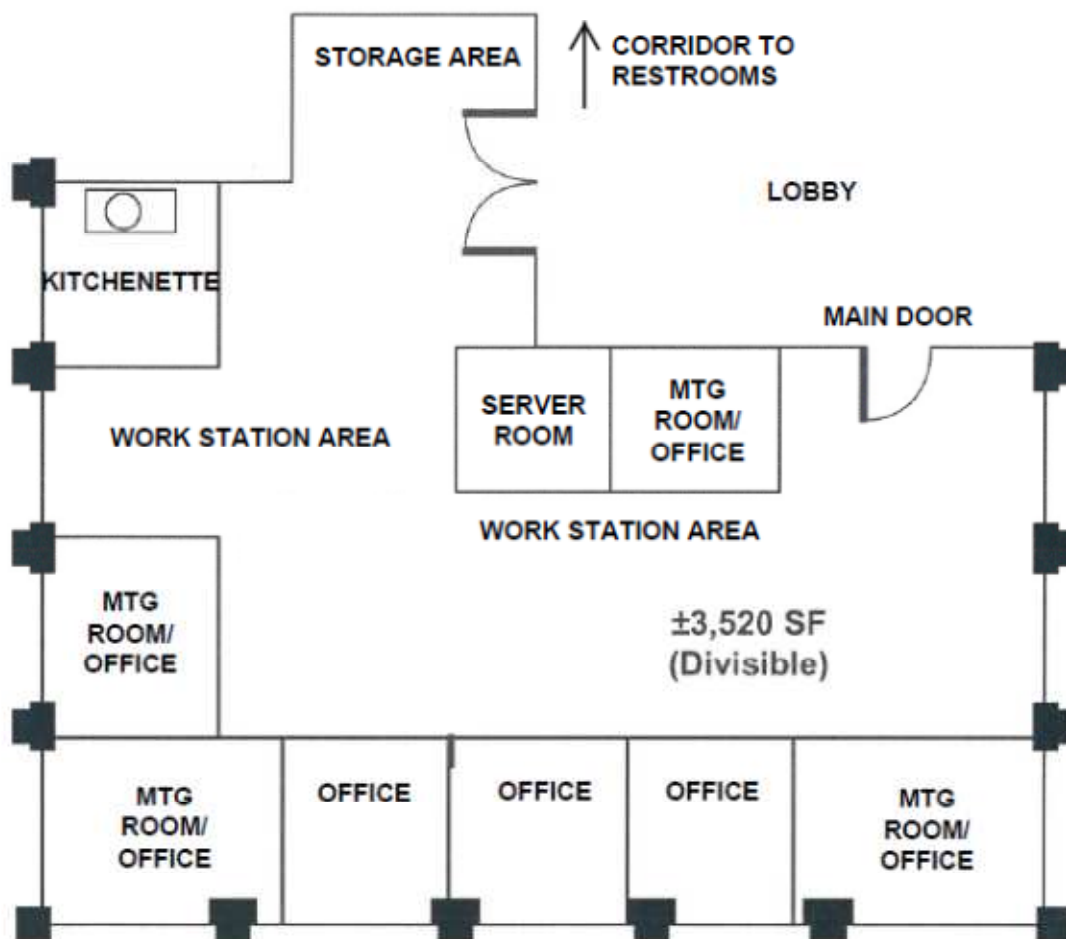 STORAGE AREA
CORRIDOR TO
RESTROOMS
LOBBY
KITCHENETTE
MAIN DOOR
SERVER
ROOM
MTG
ROOM/
OFFICE
WORK STATION AREA
WORK STATION AREA
MTG
ROOM/
OFFICE
±3,520 SF
(Divisible)
MTG
ROOM/
OFFICE
OFFICE
OFFICE
OFFICE
MTG
ROOM/
OFFICE